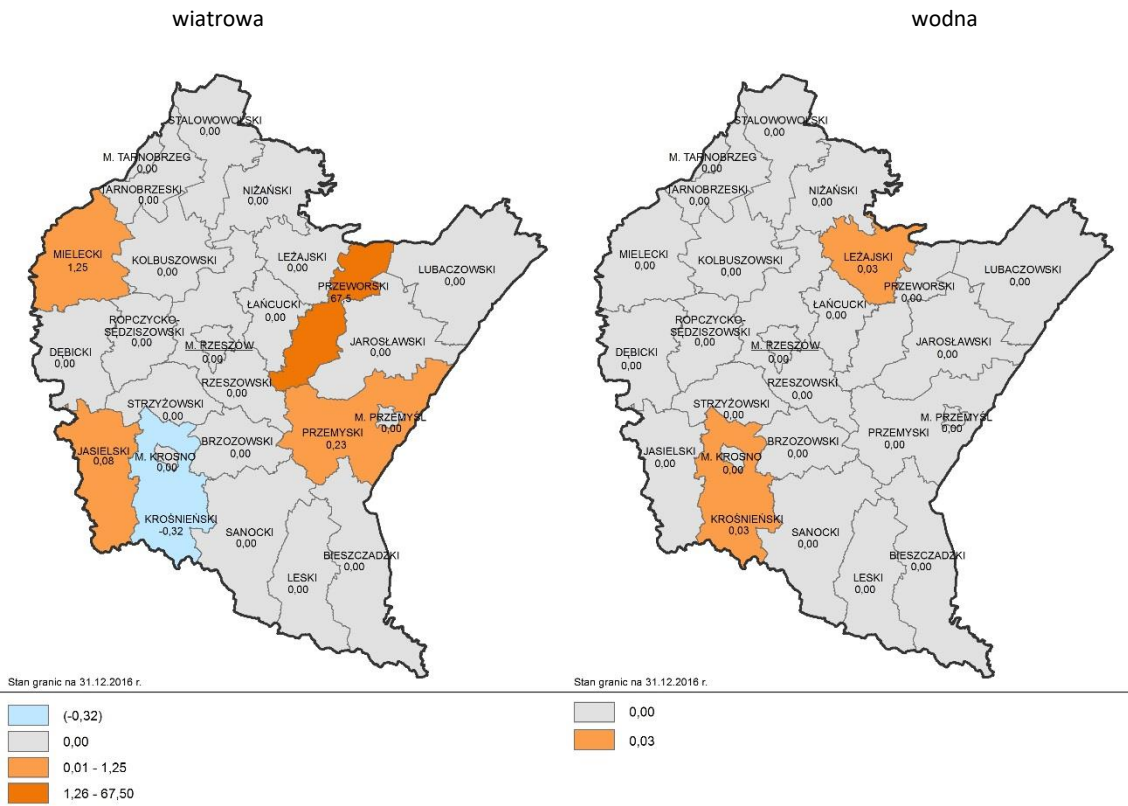 wiatrowa
STALOWOWOLSKI
0,00
M. TARNOBRZEG
0,00
TARNOBRZESKI
0,00
NIŻAŃSKI
0,00
MIELECKI
1,25
KOLBUSZOWSKI
0,00
LEŻAJSKI
0,00
LUBACZOWSKI
0,00
PRZEWORSKI
67,5
ŁAŃCUCKI
0,00
ROPCZYCKO-
SĘDZISZOWSKI
0,00
M. RZESZÓW
0,00
JAROSŁAWSKI
0,00
DĘBICKI
0,00
RZESZOWSKI
0,00
STRZYŻOWSKI
0,00
M. PRZEMYŚL
0,00
PRZEMYSKI
0,23
BRZOZOWSKI
0,00
JASIELSKI
0,08
M. KROSNO
0,00
KROŚNIEŃSKI
-0,32
SANOCKI
0,00
BIESZCZADZKI
0,00
LESKI
0,00
Stan granic na 31.12.2016 r.
(-0,32)
0,00
0,01 - 1,25
1,26 - 67,50
wodna
STALOWOWOLSKI
0,00
M. TARNOBRZEG
0,00
TARNOBRZESKI
0,00
NIŻAŃSKI
0,00
MIELECKI
0,00
KOLBUSZOWSKI
0,00
LEŻAJSKI
0,03
LUBACZOWSKI
0,00
PRZEWORSKI
0,00
ŁAŃCUCKI
0,00
ROPCZYCKO-
SĘDZISZOWSKI
0,00
M. RZESZÓW
0,00
JAROSŁAWSKI
0,00
DĘBICKI
0,00
RZESZOWSKI
0,00
STRZYŻOWSKI
0,00
M. PRZEMYŚL
0,00
PRZEMYSKI
0,00
BRZOZOWSKI
0,00
JASIELSKI
0,00
M. KROSNO
0,00
KROŚNIEŃSKI
0,03
SANOCKI
0,00
BIESZCZADZKI
0,00
LESKI
0,00
Stan granic na 31.12.2016 r.
0,00
0,03